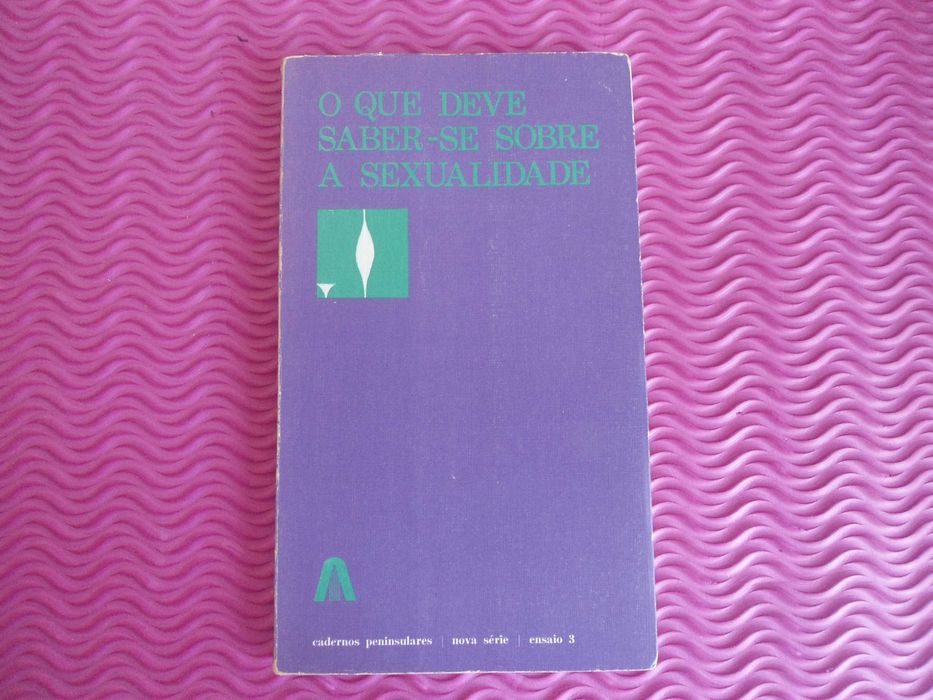 O QUE DEVE
SABER-SE SOBRE
A SEXUALIDADE
cadernos peninsulares | nova série | ensaio 3